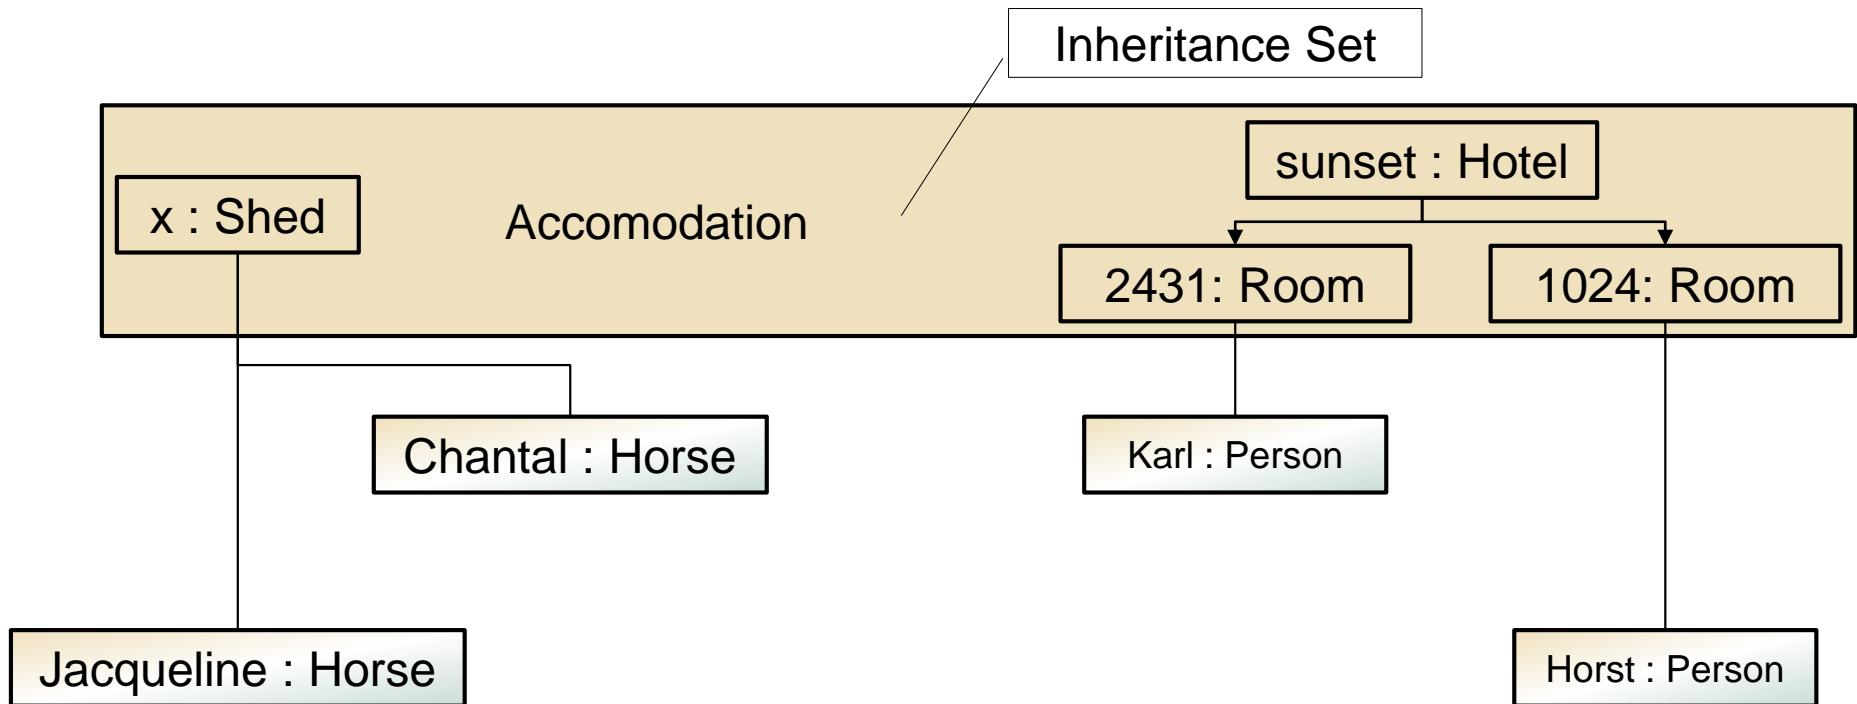 Inheritance Set
sunset : Hotel
x : Shed
Accomodation
2431: Room
1024: Room
Chantal : Horse
Karl : Person
Jacqueline : Horse
Horst : Person